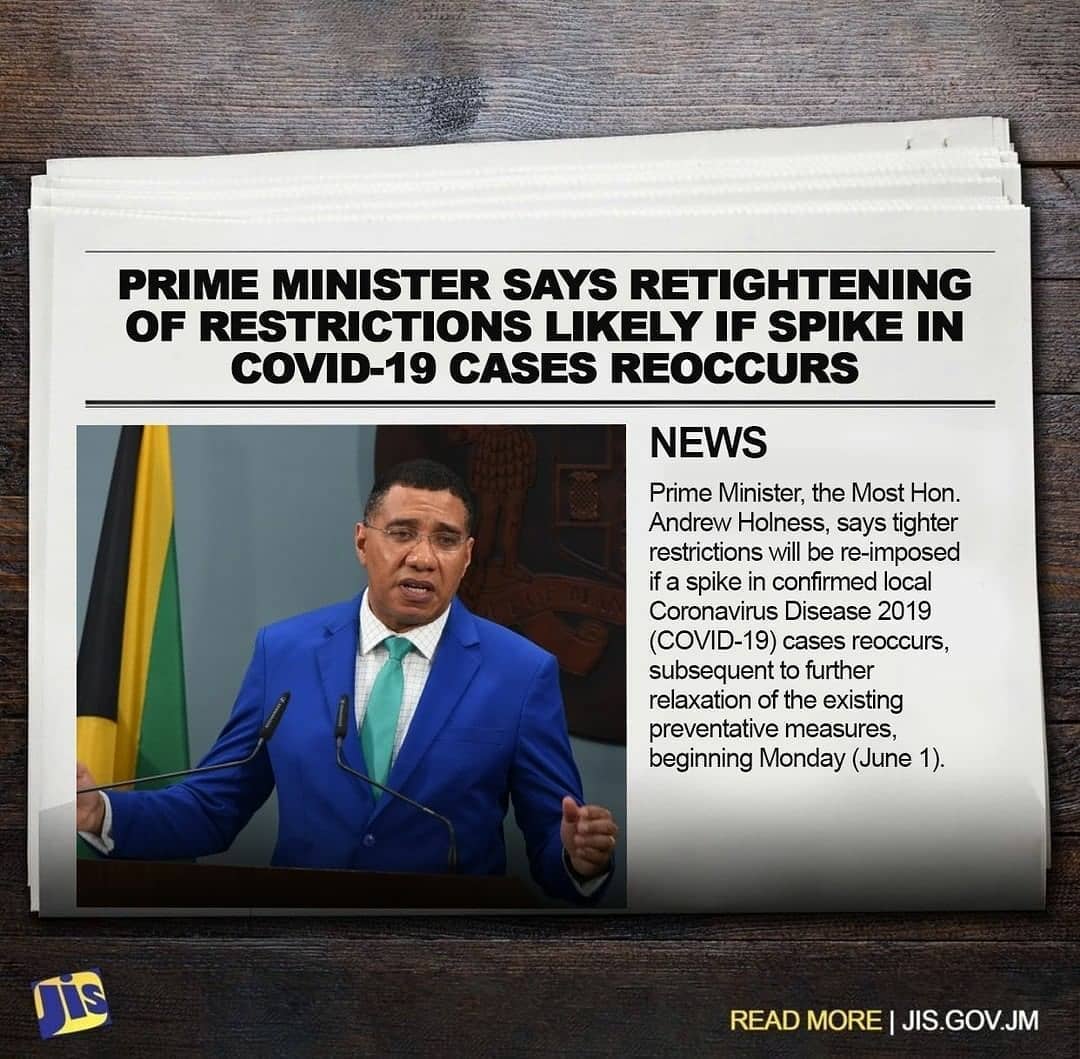 PRIME MINISTER SAYS RETIGHTENING
OF RESTRICTIONS LIKELY IF SPIKE IN
COVID-19 CASES REOCCURS
NEWS
Prime Minister, the Most Hon.
Andrew Holness, says tighter
restrictions will be re-imposed
if a spike in confirmed local
Coronavirus Disease 2019
(COVID-19) cases reoccurs,
subsequent to further
relaxation of the existing
preventative measures,
beginning Monday (June 1).
jis
READ MORE | JIS.GOV.JM